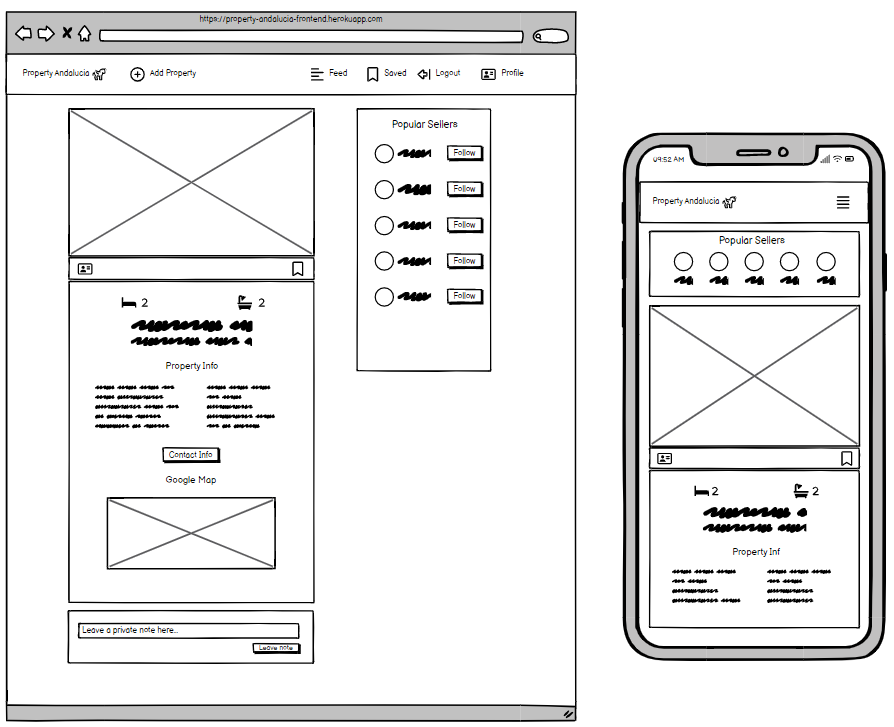 https://property-andalucia-frontend.herokuapp.com
Property Andalucia
Add Property
Feed
Saved
Logout
Profile
Popular Sellers
Follow
Follow
Follow
Follow
Follow
2
2
Property Info
Contact Info
Google Map
Leave a private note here...
Leave note
09:52 AM
Property Andalucia
Popular Sellers
2
2
Property Inf